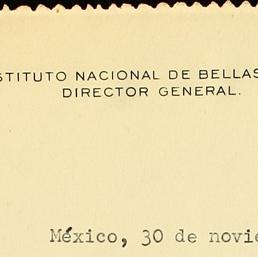 STITUTO NACIONAL DE BELLAS
DIRECTOR GENERAL.
México, 30 de novie